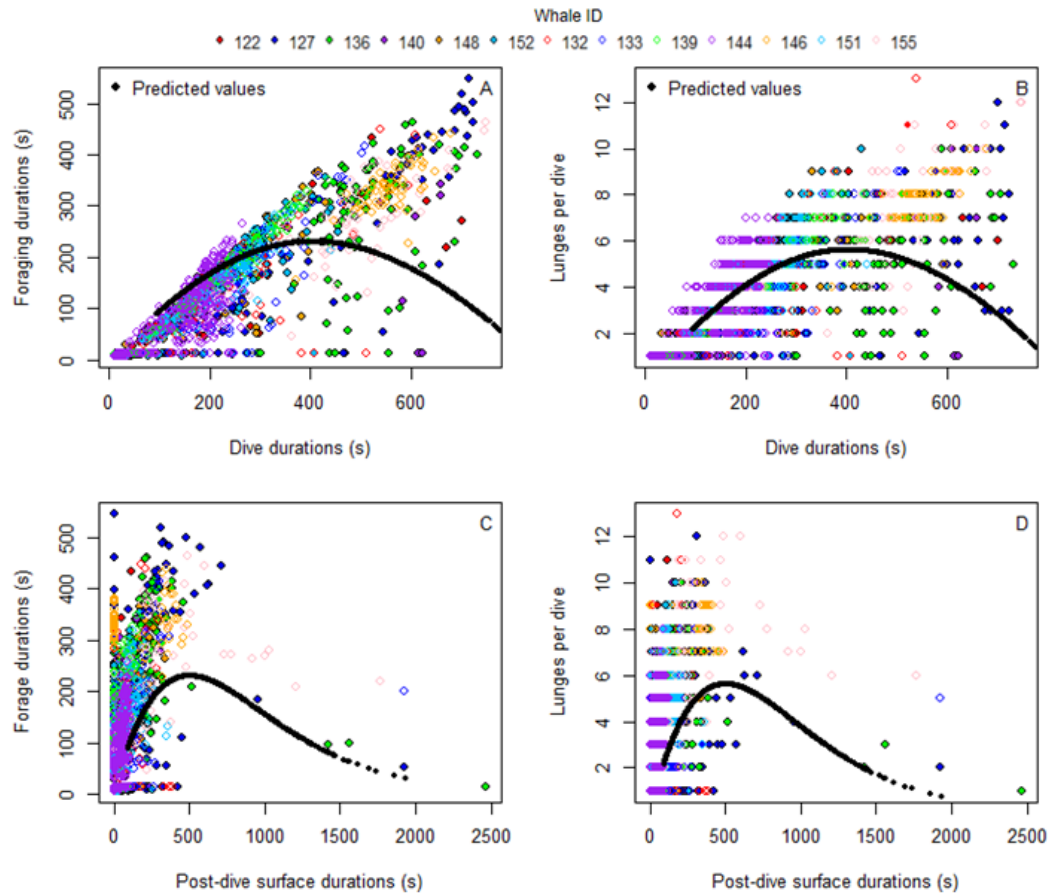 Whale ID
122 127 136 140 148 152 132 133 139 144 146 151 155
Predicted values A
Foraging durations (s)
500
400
300
200
100
0
0 200 400 600
Dive durations (s)
Predicted values B
Lunges per dive
12
10
8
6
4
2
0 200 400 600
Dive durations (s)
C
Forage durations (s)
500
400
300
200
100
0
0 500 1000 1500 2000 2500
Post-dive surface durations (s)
D
Lunges per dive
12
10
8
6
4
2
0 500 1000 1500 2000 2500
Post-dive surface durations (s)